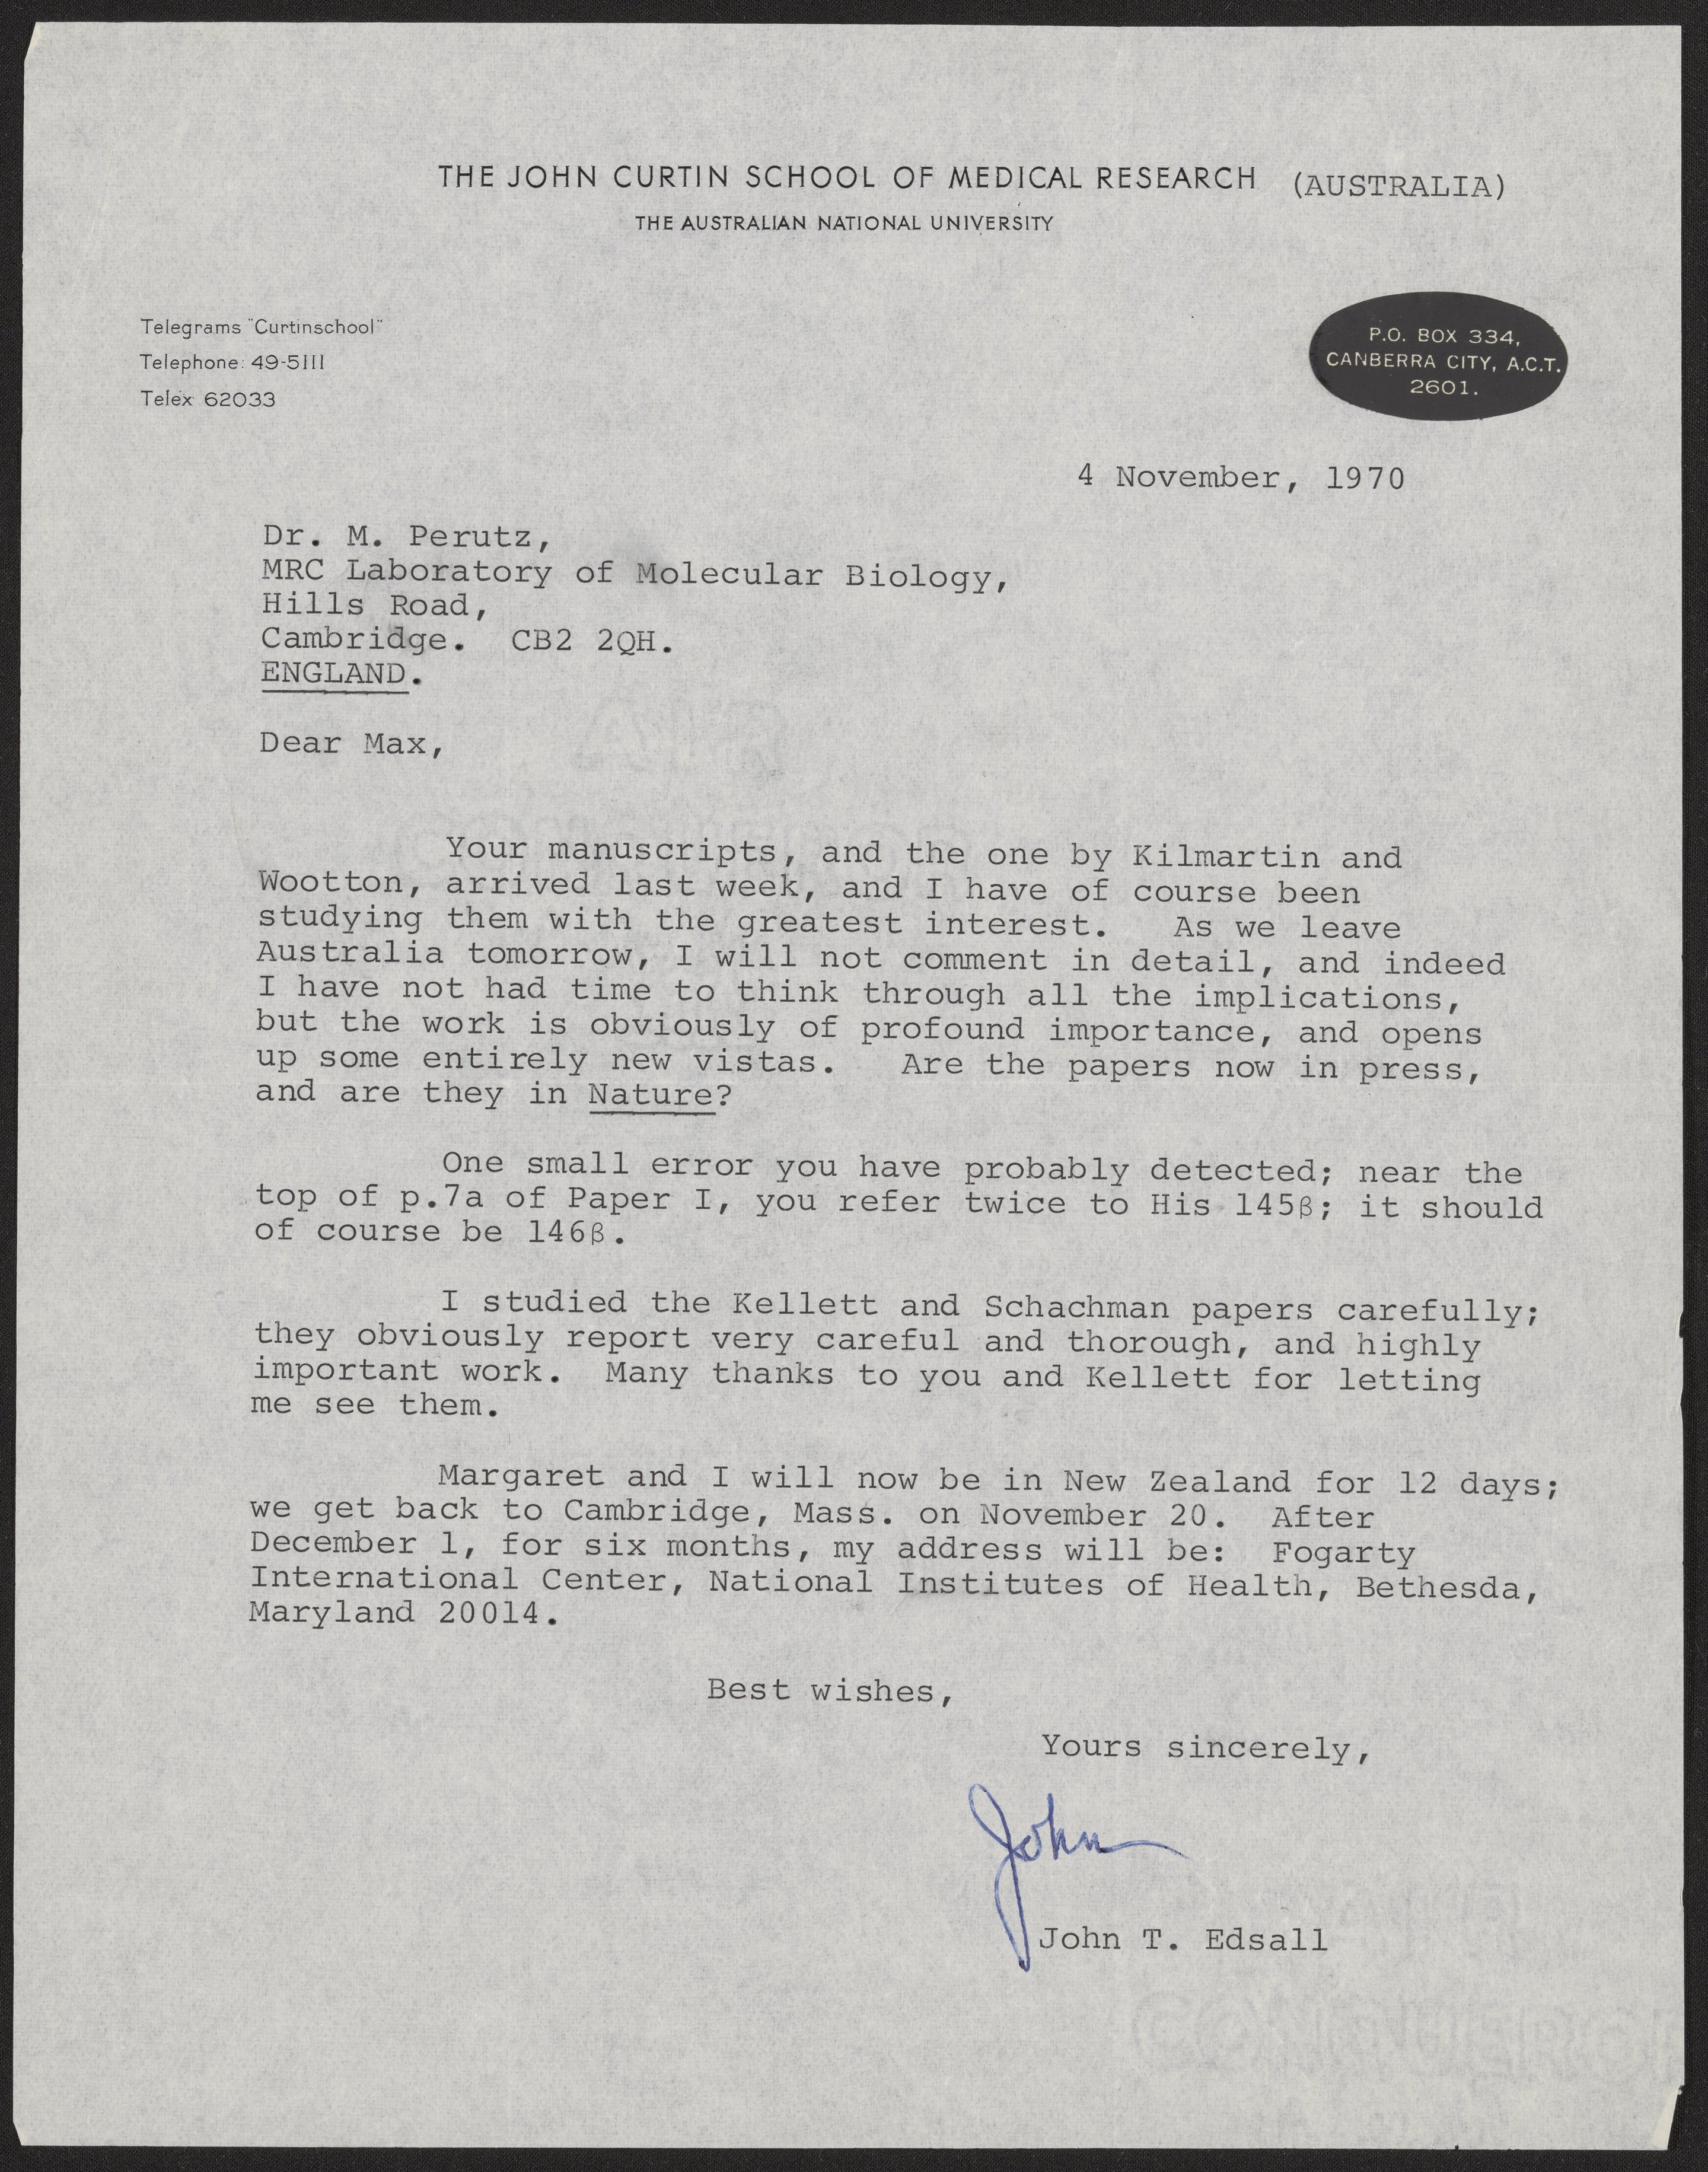 THE JOHN CURTIN SCHOOL OF MEDICAL RESEARCH (AUSTRALIA)
THE AUSTRALIAN NATIONAL UNIVERSITY
Telegrams "Curtinschool"
Telephone: 49-5111
Telex 62033
P.O. BOX 334,
CANBERRA CITY, A.C.T.
2601.
4 November, 1970
Dr. M. Perutz,
MRC Laboratory of Molecular Biology,
Hills Road,
Cambridge. CB2 2QH.
ENGLAND.
Dear Max,
Your manuscripts, and the one by Kilmartin and
Wootton, arrived last week, and I have of course been
studying them with the greatest interest. As we leave
Australia tomorrow, I will not comment in detail, and indeed
I have not had time to think through all the implications,
but the work is obviously of profound importance, and opens
up some entirely new vistas. Are the papers now in press,
and are they in Nature?
One small error you have probably detected; near the
top of p.7a of Paper I, you refer twice to His 145β; it should
of course be 146β.
I studied the Kellett and Schachman papers carefully;
they obviously report very careful and thorough, and highly
important work. Many thanks to you and Kellett for letting
me see them.
Margaret and I will now be in New Zealand for 12 days;
we get back to Cambridge, Mass. on November 20. After
December 1, for six months, my address will be: Fogarty
International Center, National Institutes of Health, Bethesda,
Maryland 20014.
Best wishes,
Yours sincerely,
John
John T. Edsall